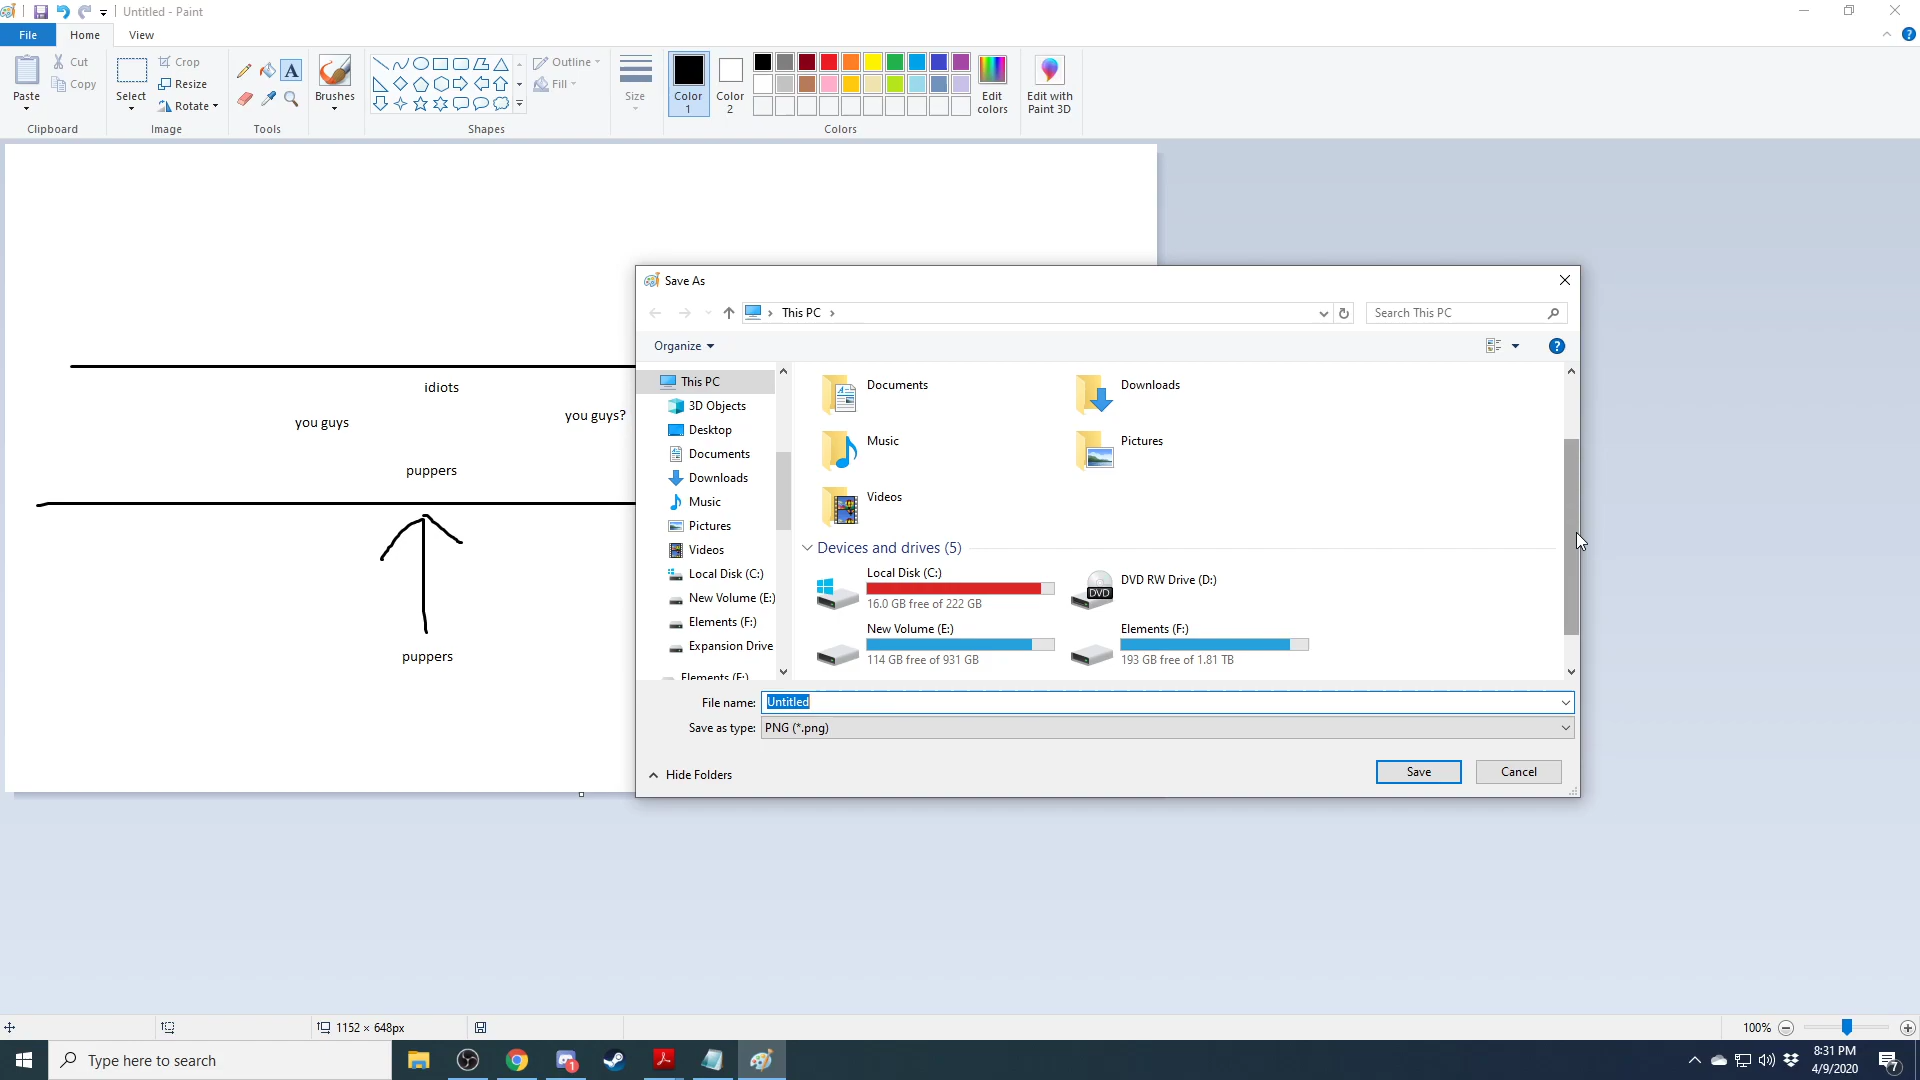 Untitled - Paint
File Home View
Paste
Cut
Copy
Clipboard
Select
Crop
Resize
Rotate
Image
A
Tools
Brushes
Outline
Fill
Shapes
Size
Color 1
Color 2
Edit colors
Colors
Edit with Paint 3D
idiots
you guys
you guys?
puppers
puppers
Save As
This PC
Search This PC
Organize
This PC
3D Objects
Desktop
Documents
Downloads
Music
Pictures
Videos
Local Disk (C:)
New Volume (E:)
Elements (F:)
Expansion Drive
Elements (F:)
Documents
Downloads
Music
Pictures
Videos
Devices and drives (5)
Local Disk (C:)
16.0 GB free of 222 GB
DVD RW Drive (D:)
DVD
New Volume (E:)
114 GB free of 931 GB
Elements (F:)
193 GB free of 1.81 TB
File name: Untitled
Save as type: PNG (*.png)
Hide Folders
Save
Cancel
1152 × 648px
100%
Type here to search
1
8:31 PM
4/9/2020
7